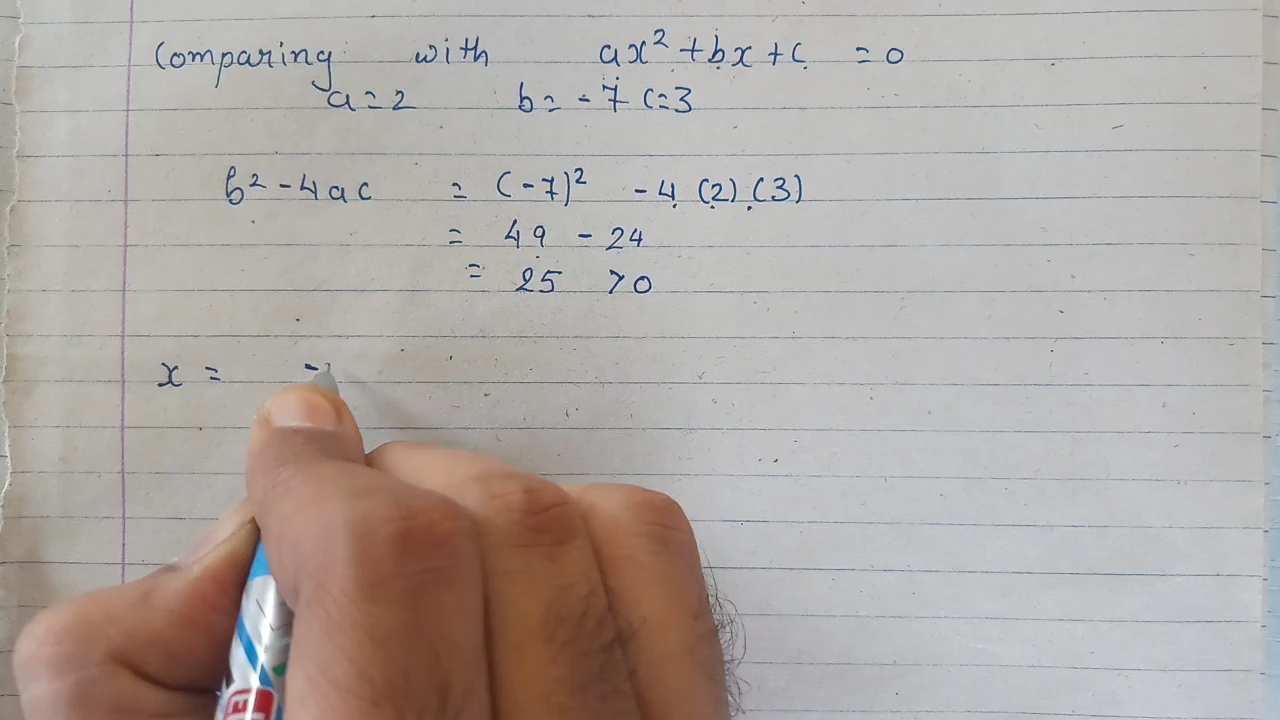 Comparing with ax² + bx + c = 0
a = 2 b = -7 c = 3
b² - 4ac = (-7)² - 4 (2) (3)
= 49 - 24
= 25 > 0
x = -